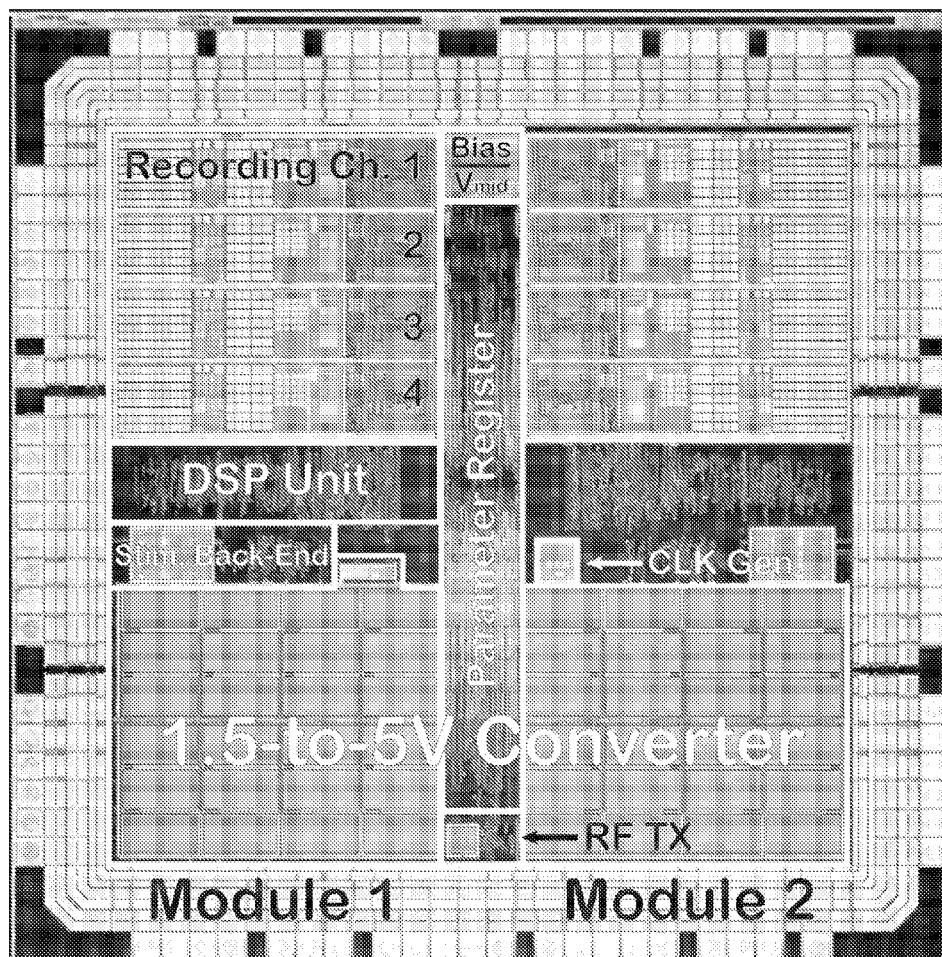 Recording Ch. 1
Bias
Vmid
2
3
4
Parameter Register
DSP Unit
Stim. Back-End
CLK Gen.
1.5-to-5V Converter
RF TX
Module 1
Module 2